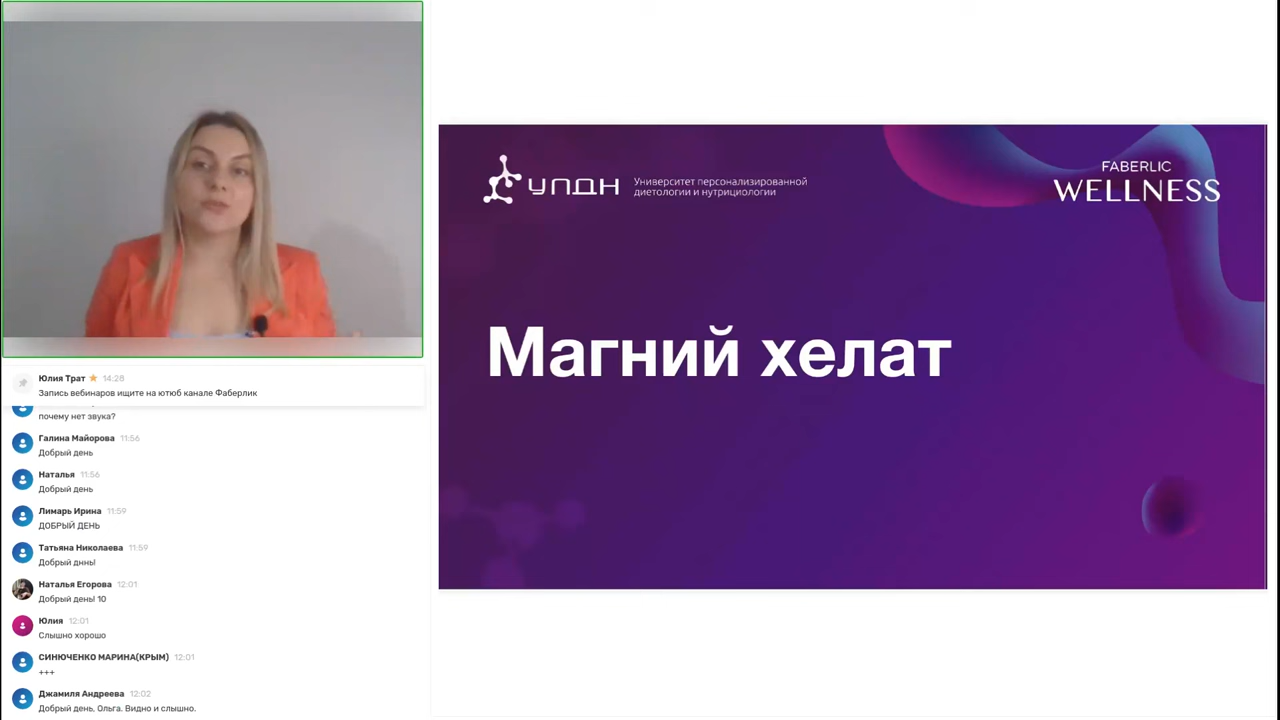 УПДН
Университет персонализированной
диетологии и нутрициологии
FABERLIC
WELLNESS
Магний хелат
Юлия Трат 14:28
Запись вебинаров ищите на ютюб канале Фаберлик
почему нет звука?
Галина Майорова 11:56
Добрый день
Наталья 11:56
Добрый день
Лимарь Ирина 11:59
ДОБРЫЙ ДЕНЬ
Татьяна Николаева 11:59
Добрый днны!
Наталья Егорова 12:01
Добрый день! 10
Юлия 12:01
Слышно хорошо
СИНЮЧЕНКО МАРИНА(КРЫМ) 12:01
+++
Джамиля Андреева 12:02
Добрый день, Ольга. Видно и слышно.